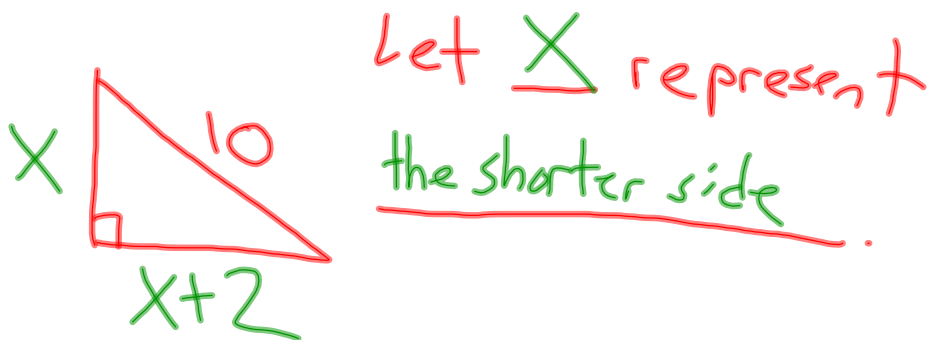 Let X represent
the shorter side.
X
10
X+2